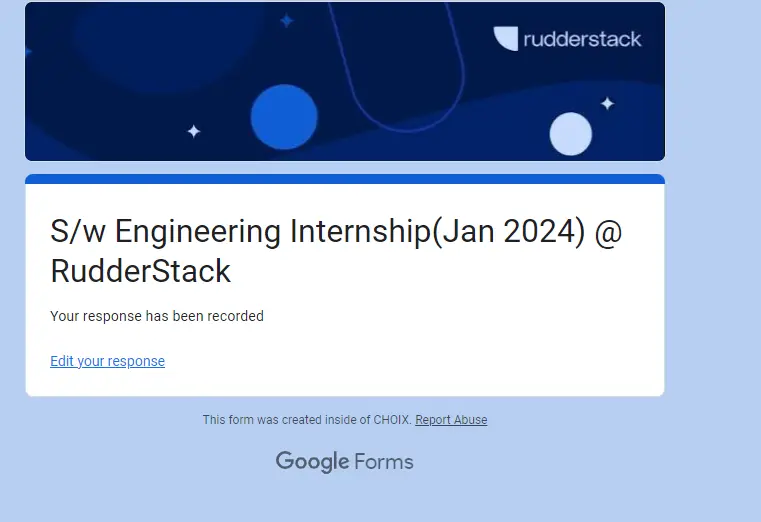 rudderstack
S/w Engineering Internship(Jan 2024) @
RudderStack
Your response has been recorded
Edit your response
This form was created inside of CHOIX. Report Abuse
Google Forms